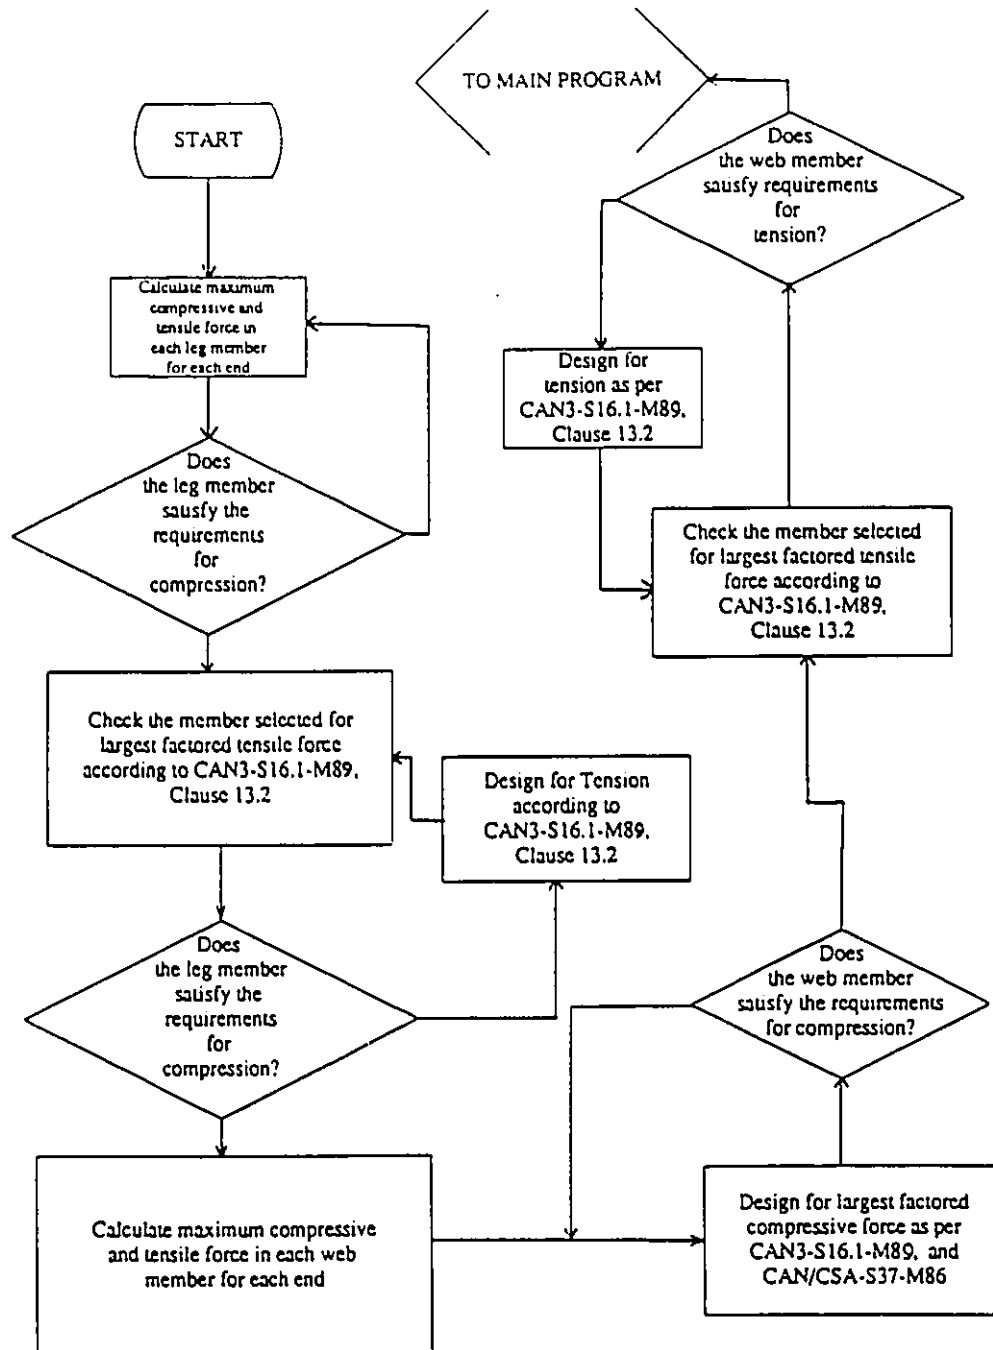 START
Calculate maximum
compressive and
tensile force in
each leg member
for each end
Does
the leg member
satisfy the
requirements
for
compression?
Check the member selected for
largest factored tensile force
according to CAN3-S16.1-M89,
Clause 13.2
Design for Tension
according to
CAN3-S16.1-M89,
Clause 13.2
Does
the leg member
satisfy the
requirements
for
compression?
Calculate maximum compressive
and tensile force in each web
member for each end
Design for largest factored
compressive force as per
CAN3-S16.1-M89, and
CAN/CSA-S37-M86
Does
the web member
satisfy the requirements
for compression?
Check the member selected
for largest factored tensile
force according to
CAN3-S16.1-M89,
Clause 13.2
Design for
tension as per
CAN3-S16.1-M89,
Clause 13.2
Does
the web member
satisfy requirements
for
tension?
TO MAIN PROGRAM